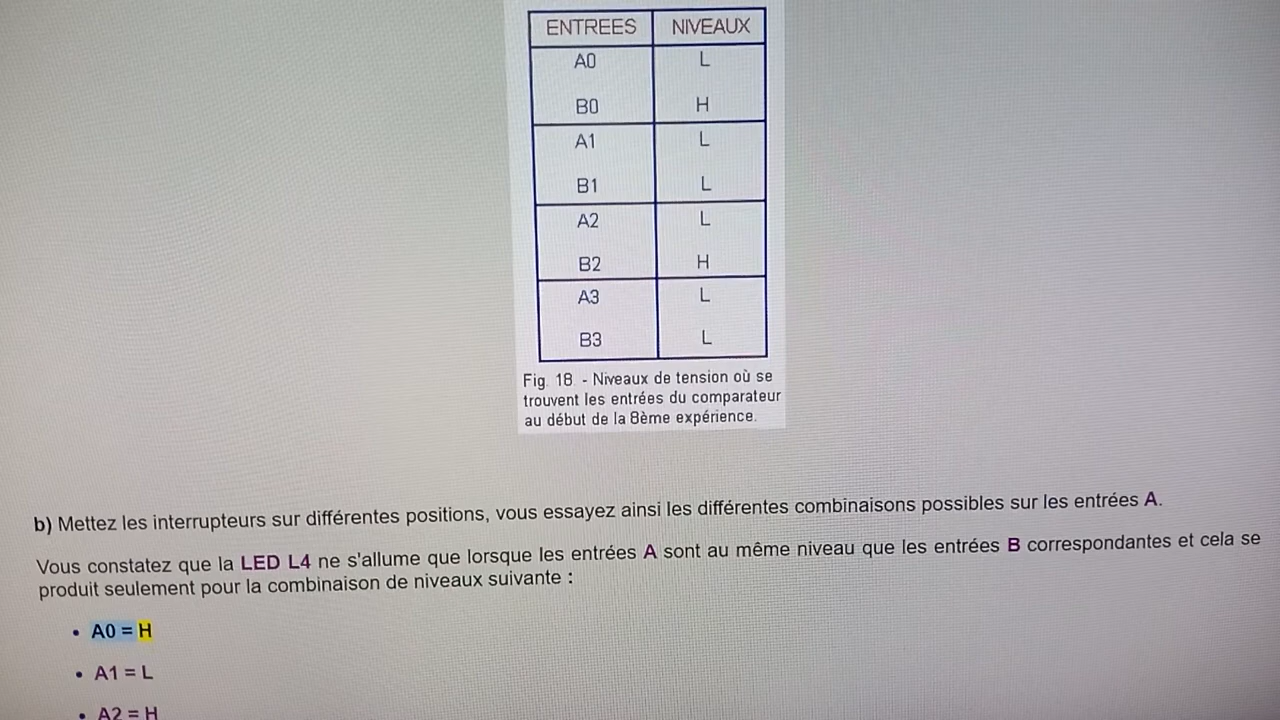 ENTREES NIVEAUX
A0 L
B0 H
A1 L
B1 L
A2 L
B2 H
A3 L
B3 L
Fig. 18 - Niveaux de tension où se
trouvent les entrées du comparateur
au début de la 8ème expérience.
b) Mettez les interrupteurs sur différentes positions, vous essayez ainsi les différentes combinaisons possibles sur les entrées A.
Vous constatez que la LED L4 ne s'allume que lorsque les entrées A sont au même niveau que les entrées B correspondantes et cela se
produit seulement pour la combinaison de niveaux suivante :
• A0 = H
• A1 = L
• A2 = H